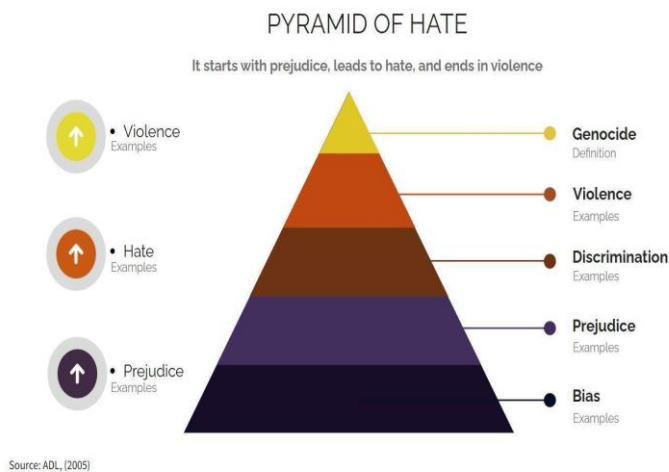 PYRAMID OF HATE
It starts with prejudice, leads to hate, and ends in violence
• Violence
Examples
• Hate
Examples
• Prejudice
Examples
Genocide
Definition
Violence
Examples
Discrimination
Examples
Prejudice
Examples
Bias
Examples
Source: ADL, (2005)